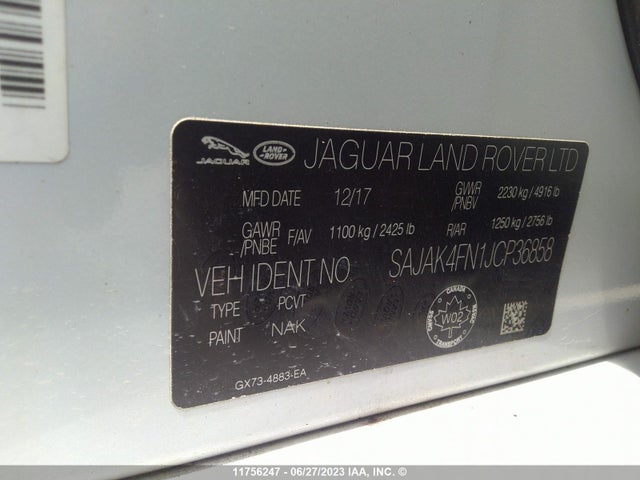 JAGUAR LAND ROVER JAGUAR LAND ROVER LTD
MFD DATE 12/17 GVWR /PNBV 2230 kg / 4916 lb
GAWR /PNBE F/AV 1100 kg / 2425 lb R/AR 1250 kg / 2756 lb
VEH IDENT NO SAJAK4FN1JCP36858
TYPE PCVT
PAINT NAK
CANADA
W02
TRANSPORT
GX73-4883-EA
11756247 - 06/27/2023 IAA, INC. ©